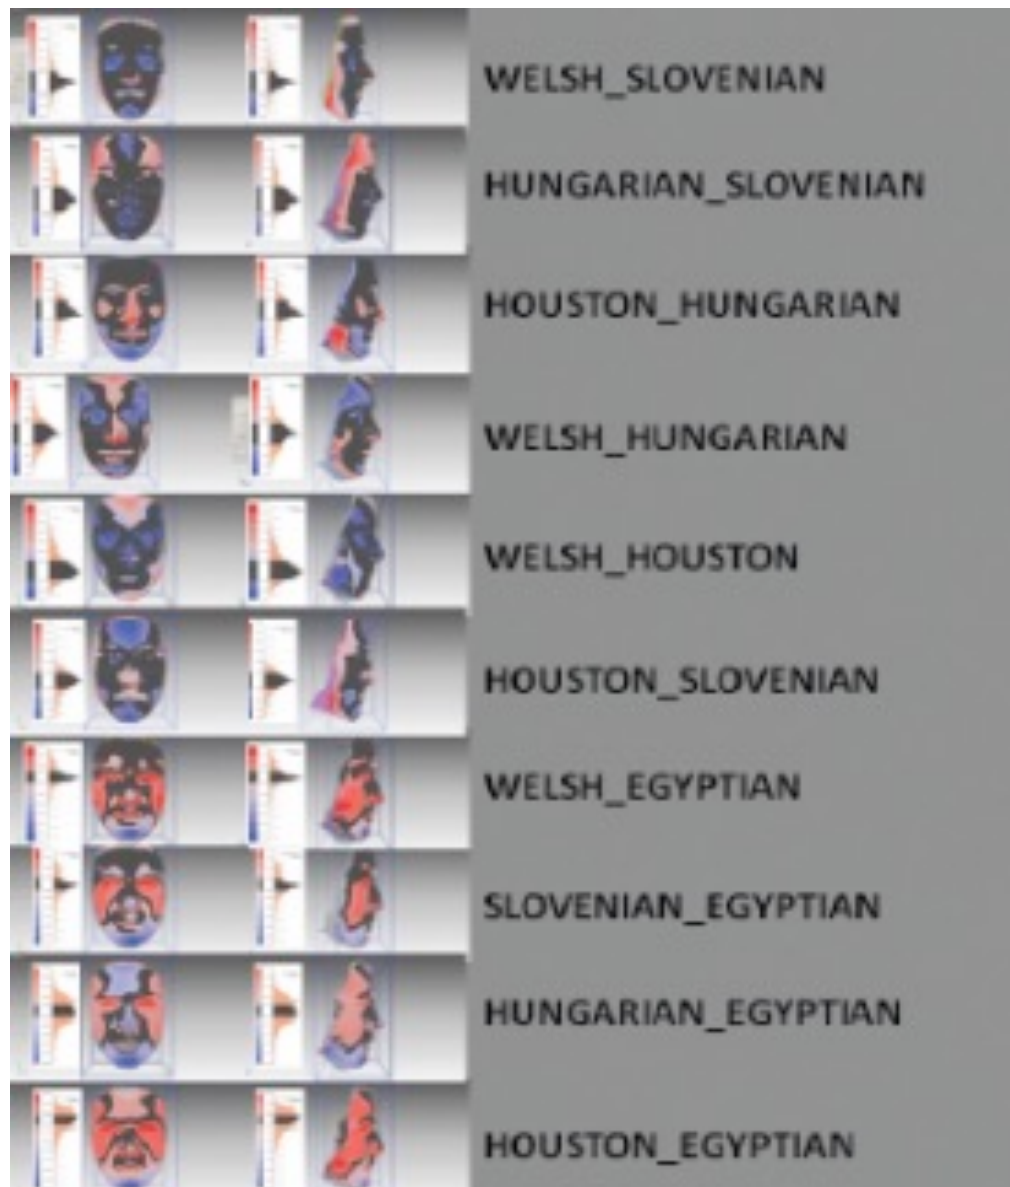 WELSH_SLOVENIAN
HUNGARIAN_SLOVENIAN
HOUSTON_HUNGARIAN
WELSH_HUNGARIAN
WELSH_HOUSTON
HOUSTON_SLOVENIAN
WELSH_EGYPTIAN
SLOVENIAN_EGYPTIAN
HUNGARIAN_EGYPTIAN
HOUSTON_EGYPTIAN